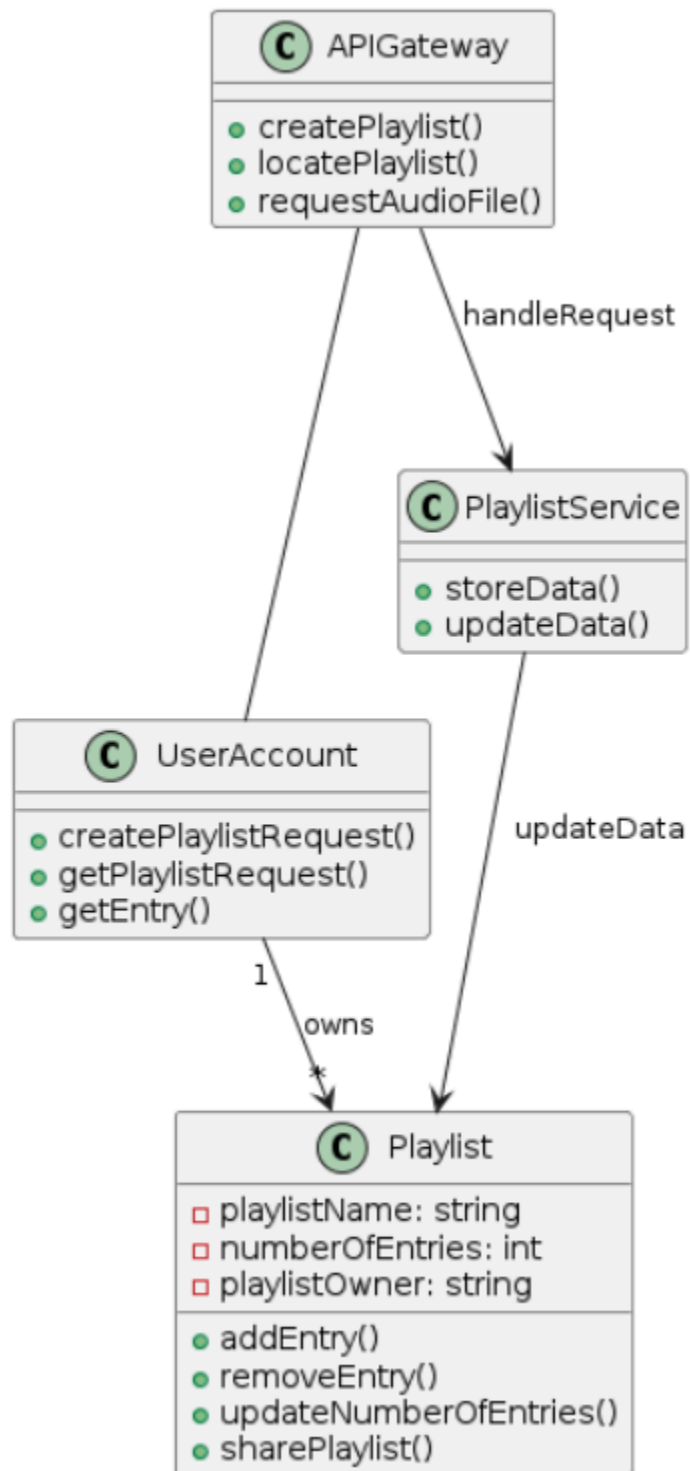 C APIGateway
createPlaylist()
locatePlaylist()
requestAudioFile()
handleRequest
C PlaylistService
storeData()
updateData()
C UserAccount
createPlaylistRequest()
getPlaylistRequest()
getEntry()
updateData
1
owns
*
C Playlist
playlistName: string
numberOfEntries: int
playlistOwner: string
addEntry()
removeEntry()
updateNumberOfEntries()
sharePlaylist()